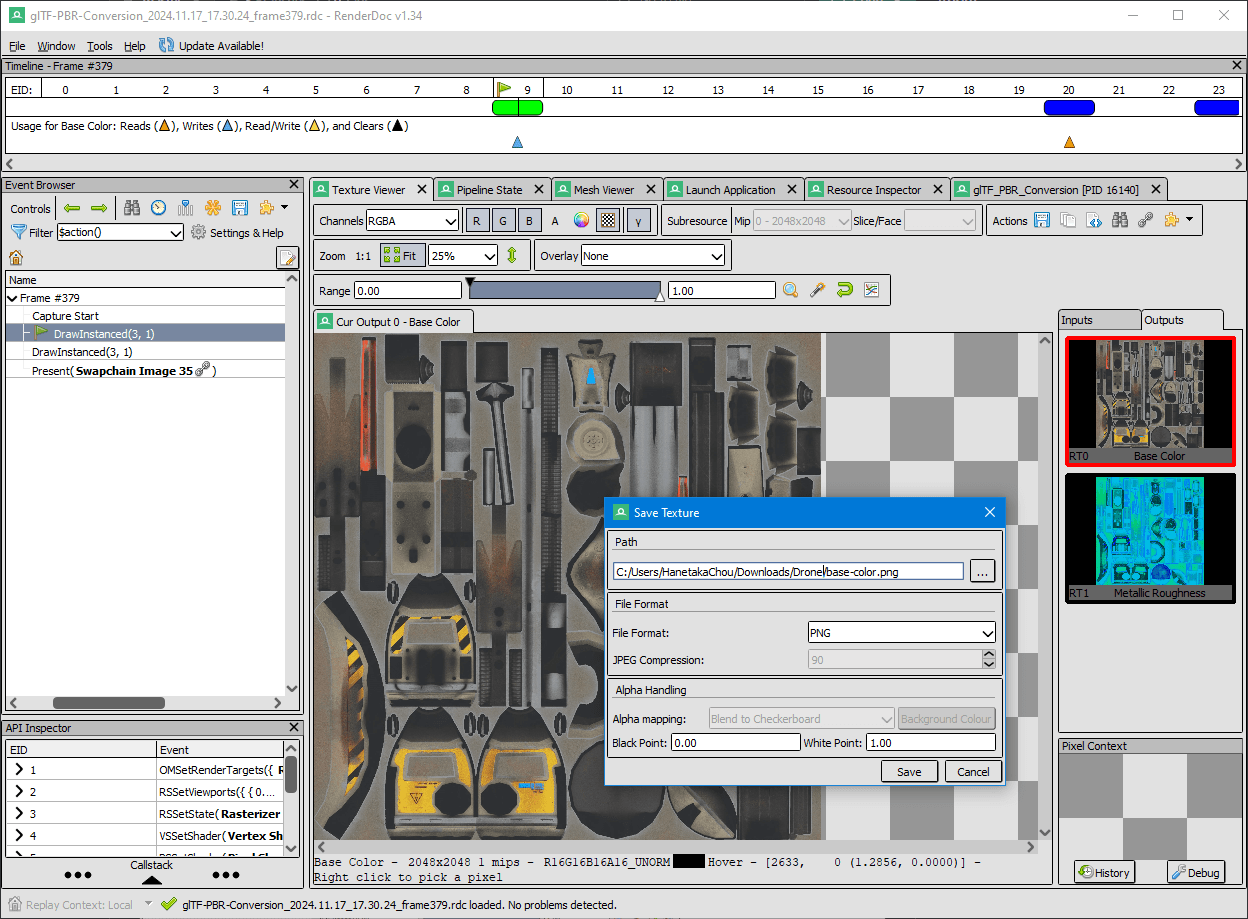 glTF-PBR-Conversion_2024.11.17_17.30.24_frame379.rdc - RenderDoc v1.34
File Window Tools Help Update Available!
Timeline - Frame #379
EID: 0 1 2 3 4 5 6 7 8 9 10 11 12 13 14 15 16 17 18 19 20 21 22 23
Usage for Base Color: Reads ( ), Writes ( ), Read/Write ( ), and Clears ( )
Event Browser
Controls
Filter $action() Settings & Help
Name
Frame #379
Capture Start
DrawInstanced(3, 1)
DrawInstanced(3, 1)
Present( Swapchain Image 35 )
API Inspector
EID Event
1 OMSetRenderTargets({ R
2 RSSetViewports({ { 0....
3 RSSetState( Rasterizer
4 VSSetShader( Vertex Sh
Callstack
Texture Viewer Pipeline State Mesh Viewer Launch Application Resource Inspector glTF_PBR_Conversion [PID 16140]
Channels RGBA R G B A γ Subresource Mip 0 - 2048x2048 Slice/Face Actions
Zoom 1:1 Fit 25% Overlay None
Range 0.00 1.00
Cur Output 0 - Base Color
Save Texture
Path
C:/Users/HanetakaChou/Downloads/Drone/base-color.png ...
File Format
File Format: PNG
JPEG Compression: 90
Alpha Handling
Alpha mapping: Blend to Checkerboard Background Colour
Black Point: 0.00 White Point: 1.00
Save Cancel
Base Color - 2048x2048 1 mips - R16G16B16A16_UNORM Hover - [2633, 0 (1.2856, 0.0000)] -
Right click to pick a pixel
Inputs Outputs
RT0 Base Color
RT1 Metallic Roughness
Pixel Context
History Debug
Replay Context: Local glTF-PBR-Conversion_2024.11.17_17.30.24_frame379.rdc loaded. No problems detected.